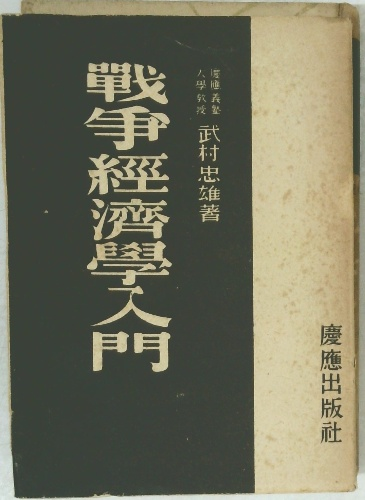 慶應出版社
慶應義塾
大學教授
武村忠雄著
戰爭經濟學入門